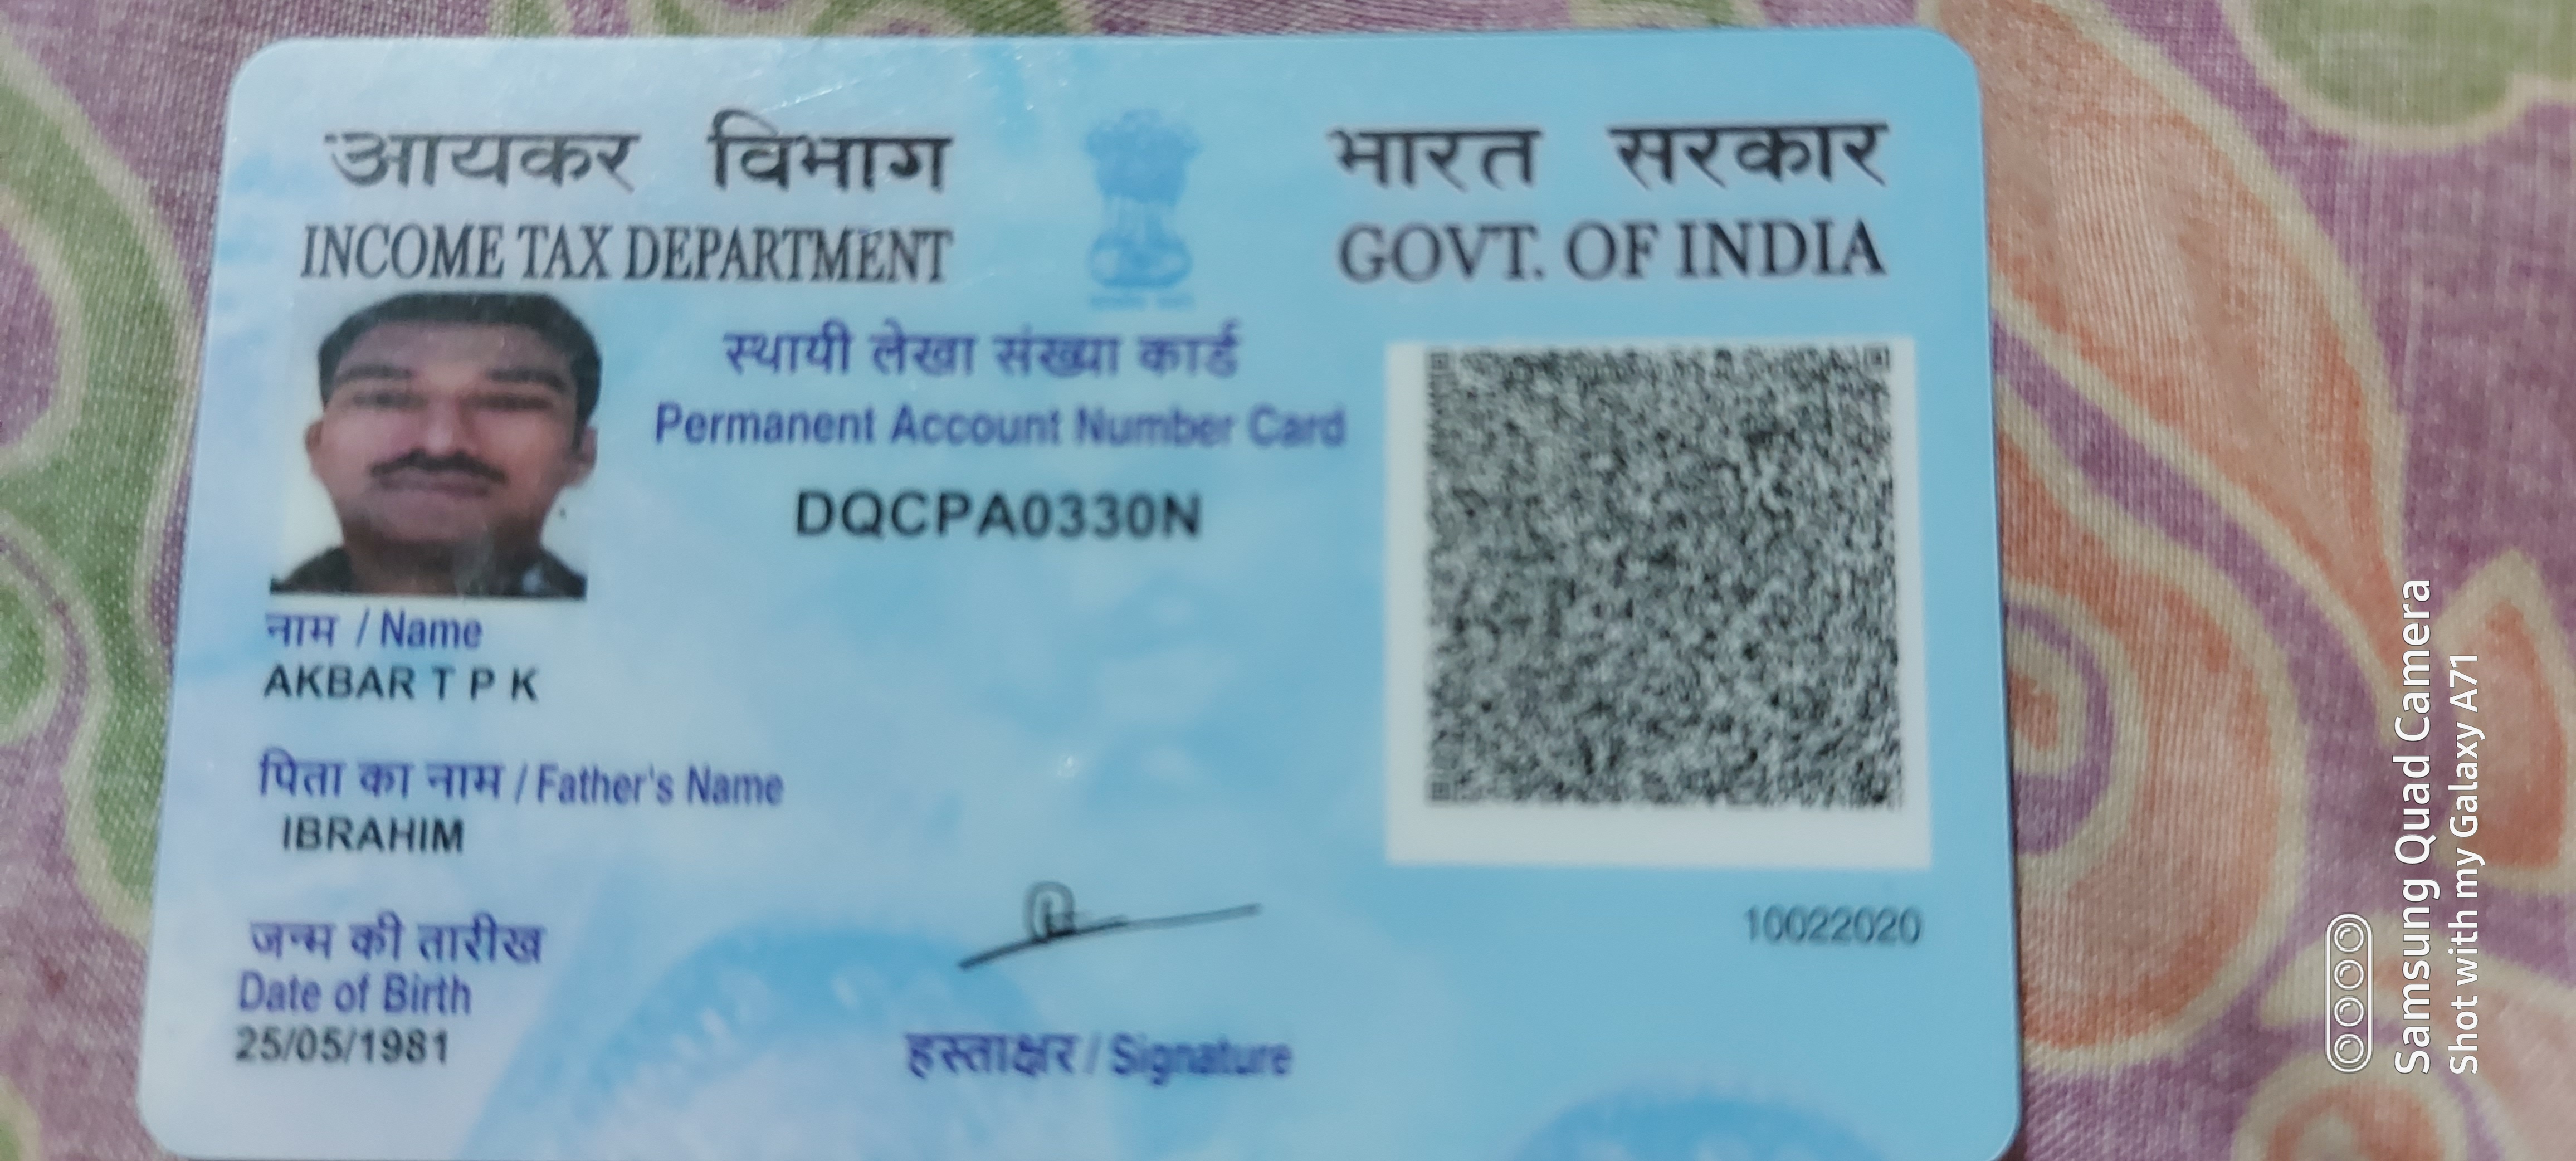 आयकर विभाग
INCOME TAX DEPARTMENT
भारत सरकार
GOVT. OF INDIA
स्थायी लेखा संख्या कार्ड
Permanent Account Number Card
DQCPA0330N
नाम / Name
AKBAR T P K
पिता का नाम / Father's Name
IBRAHIM
जन्म की तारीख
Date of Birth
25/05/1981
हस्ताक्षर / Signature
10022020
Samsung Quad Camera
Shot with my Galaxy A71